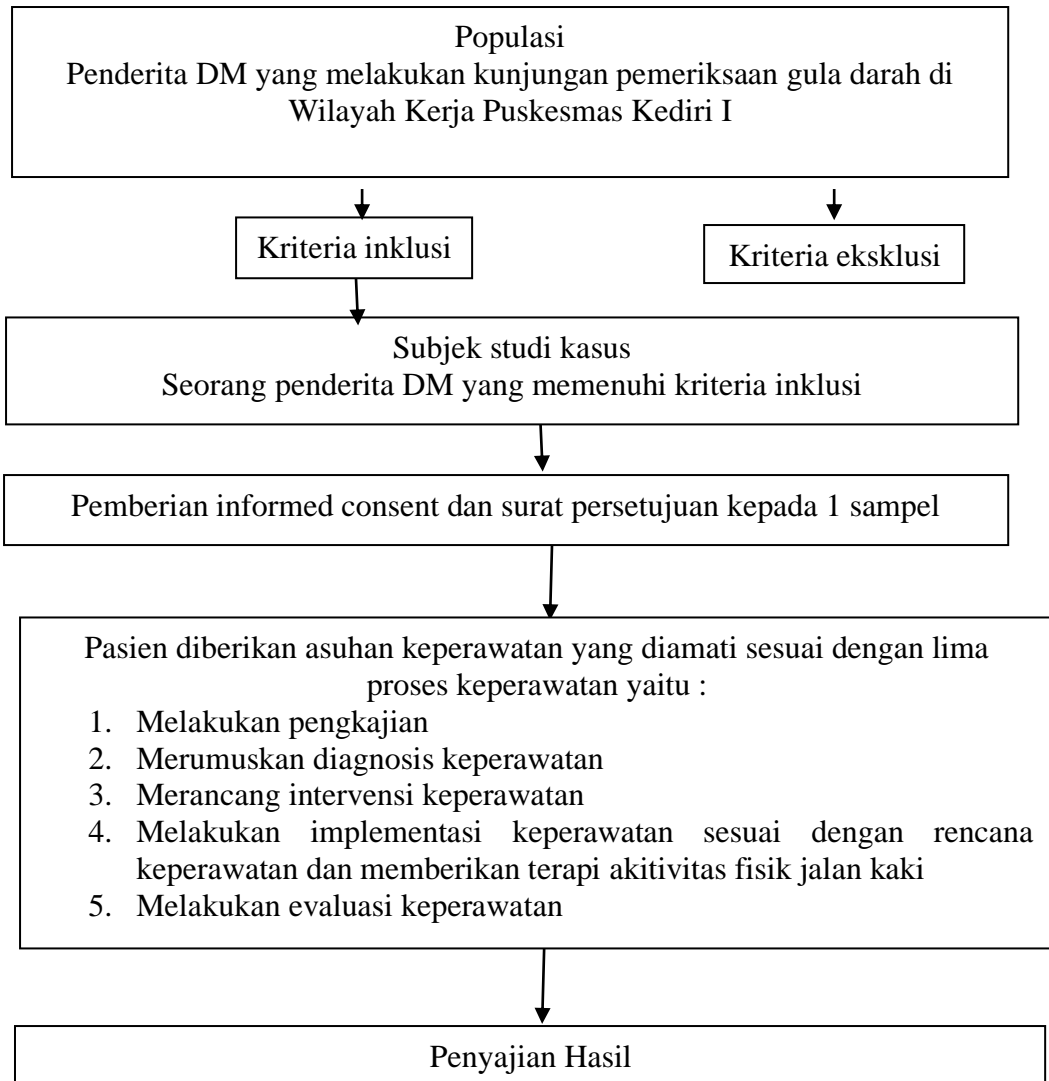 Populasi
Penderita DM yang melakukan kunjungan pemeriksaan gula darah di
Wilayah Kerja Puskesmas Kediri I
Kriteria inklusi
Kriteria eksklusi
Subjek studi kasus
Seorang penderita DM yang memenuhi kriteria inklusi
Pemberian informed consent dan surat persetujuan kepada 1 sampel
Pasien diberikan asuhan keperawatan yang diamati sesuai dengan lima
proses keperawatan yaitu :
1. Melakukan pengkajian
2. Merumuskan diagnosis keperawatan
3. Merancang intervensi keperawatan
4. Melakukan implementasi keperawatan sesuai dengan rencana
keperawatan dan memberikan terapi akitivitas fisik jalan kaki
5. Melakukan evaluasi keperawatan
Penyajian Hasil